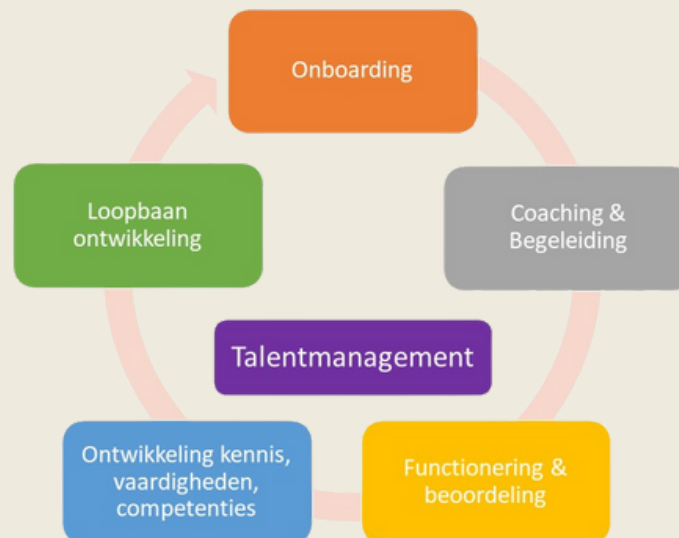 Onboarding
Coaching &
Begeleiding
Functionering &
beoordeling
Ontwikkeling kennis,
vaardigheden,
competenties
Loopbaan
ontwikkeling
Talentmanagement